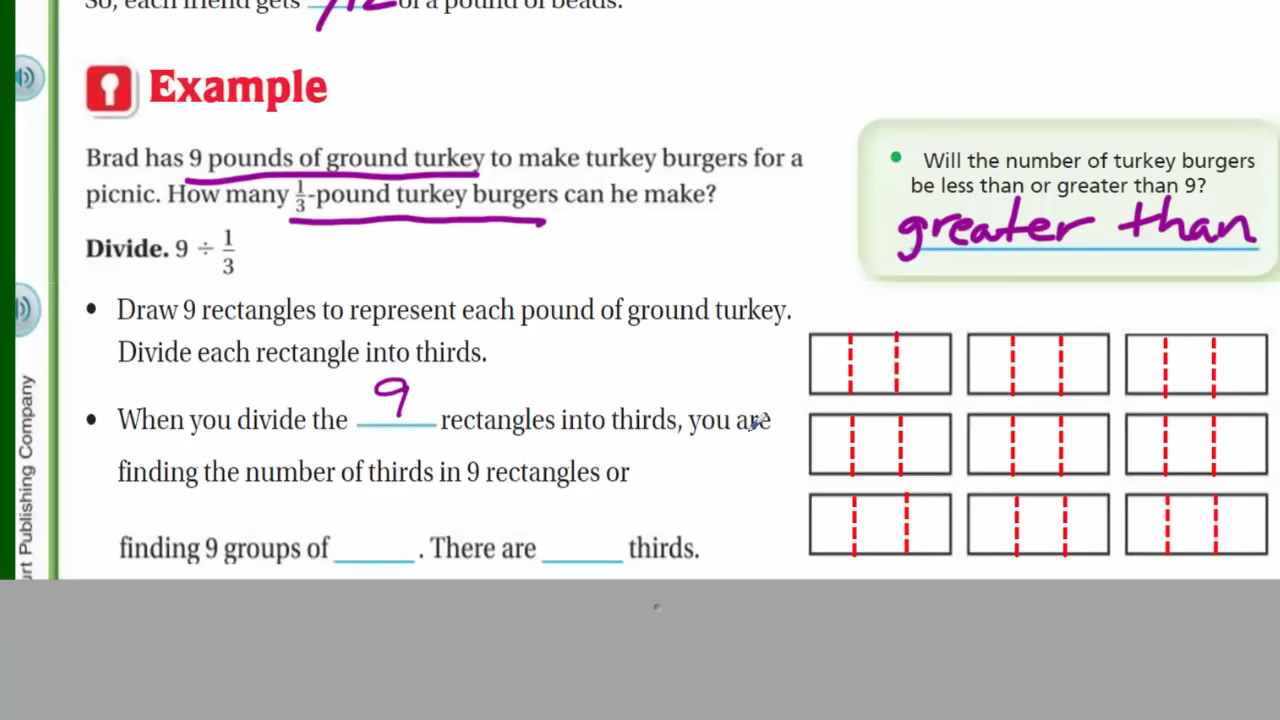 So, each friend gets of a pound of beads.
Example
Brad has 9 pounds of ground turkey to make turkey burgers for a
picnic. How many 1/3-pound turkey burgers can he make?
Divide. 9 ÷ 1/3
• Will the number of turkey burgers
be less than or greater than 9?
greater than
• Draw 9 rectangles to represent each pound of ground turkey.
Divide each rectangle into thirds.
• When you divide the 9 rectangles into thirds, you are
finding the number of thirds in 9 rectangles or
finding 9 groups of ______. There are ______ thirds.
Publishing Company